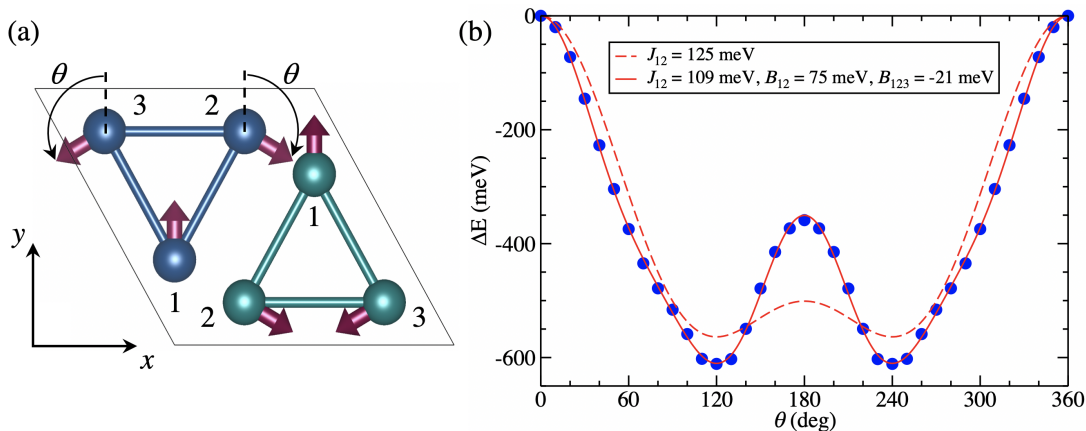 (a)
θ
θ
3
2
1
1
2
3
y
x
(b)
J₁₂ = 125 meV
J₁₂ = 109 meV, B₁₂ = 75 meV, B₁₂₃ = -21 meV
ΔE (meV)
0
-200
-400
-600
0
60
120
180
240
300
360
θ (deg)